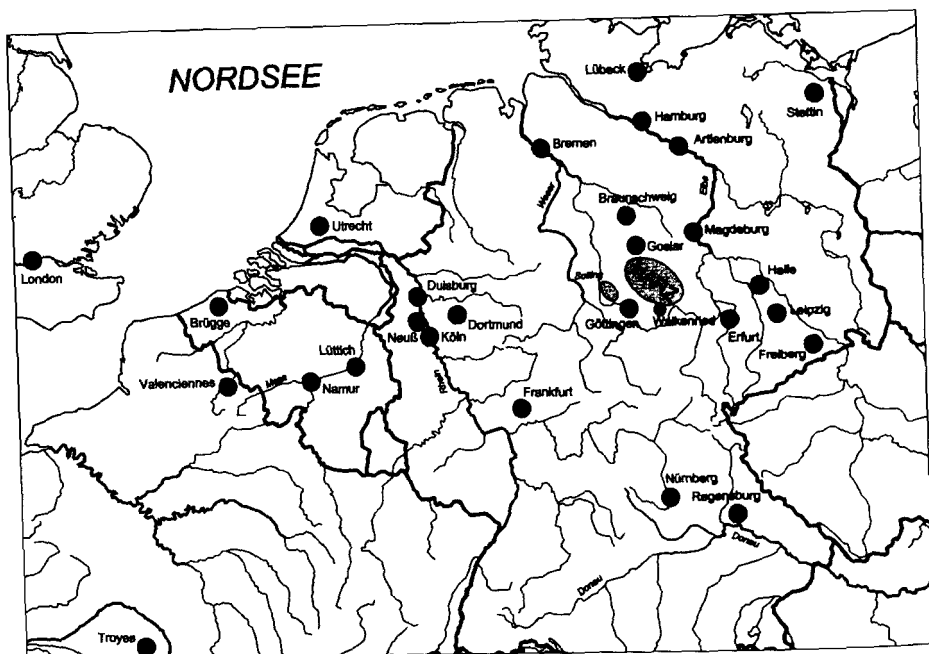 NORDSEE
Lübeck
Stettin
Hamburg
Artlenburg
Bremen
Weser
Elbe
Braunschweig
Utrecht
Magdeburg
Goslar
London
Solling
Halle
Duisburg
Brügge
Dortmund
Göttingen
Walkenried
Leipzig
Erfurt
Neuß
Köln
Freiberg
Lüttich
Rhein
Valenciennes
Maas
Namur
Frankfurt
Nürnberg
Regensburg
Donau
Donau
Troyes